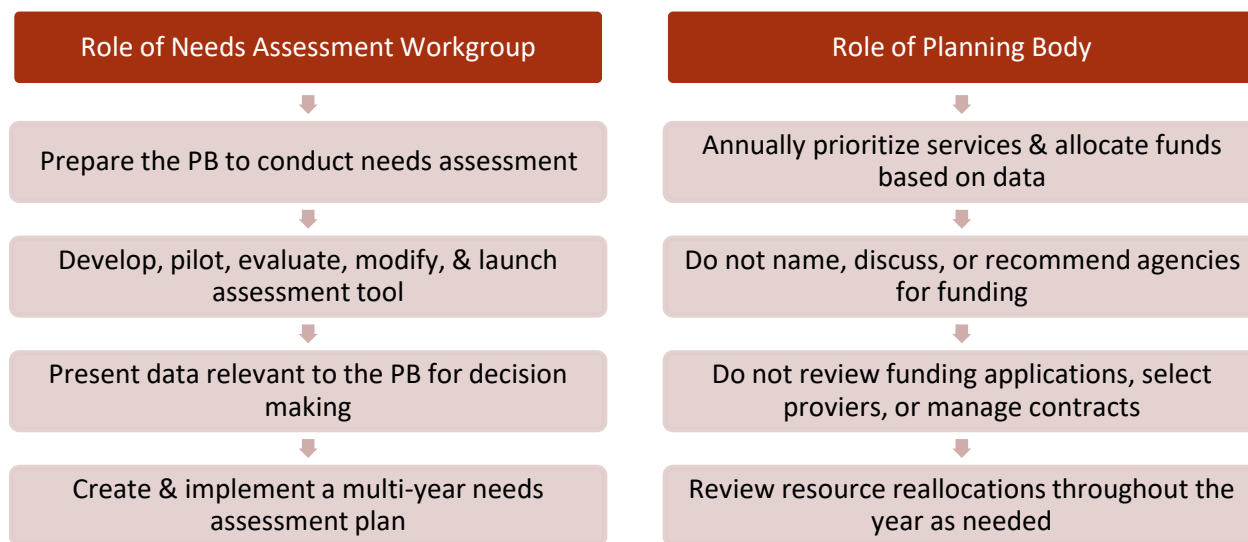 Role of Needs Assessment Workgroup
Prepare the PB to conduct needs assessment
Develop, pilot, evaluate, modify, & launch
assessment tool
Present data relevant to the PB for decision
making
Create & implement a multi-year needs
assessment plan
Role of Planning Body
Annually prioritize services & allocate funds
based on data
Do not name, discuss, or recommend agencies
for funding
Do not review funding applications, select
proviers, or manage contracts
Review resource reallocations throughout the
year as needed